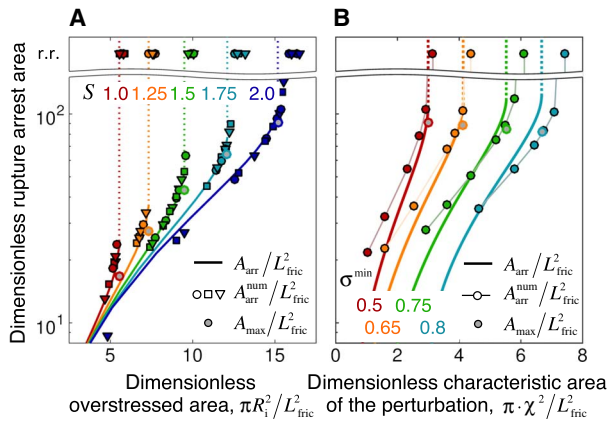 A
B
Dimensionless rupture arrest area
r.r.
S 1.0 1.25 1.5 1.75 2.0
10²
10¹
A_arr/L²_fric
A^num_arr/L²_fric
A_max/L²_fric
5 10 15
Dimensionless
overstressed area, πR_i²/L²_fric
σ^min
0.5 0.75
0.65 0.8
A_arr/L²_fric
A^num_arr/L²_fric
A_max/L²_fric
0 2 4 6 8
Dimensionless characteristic area
of the perturbation, π·χ²/L²_fric